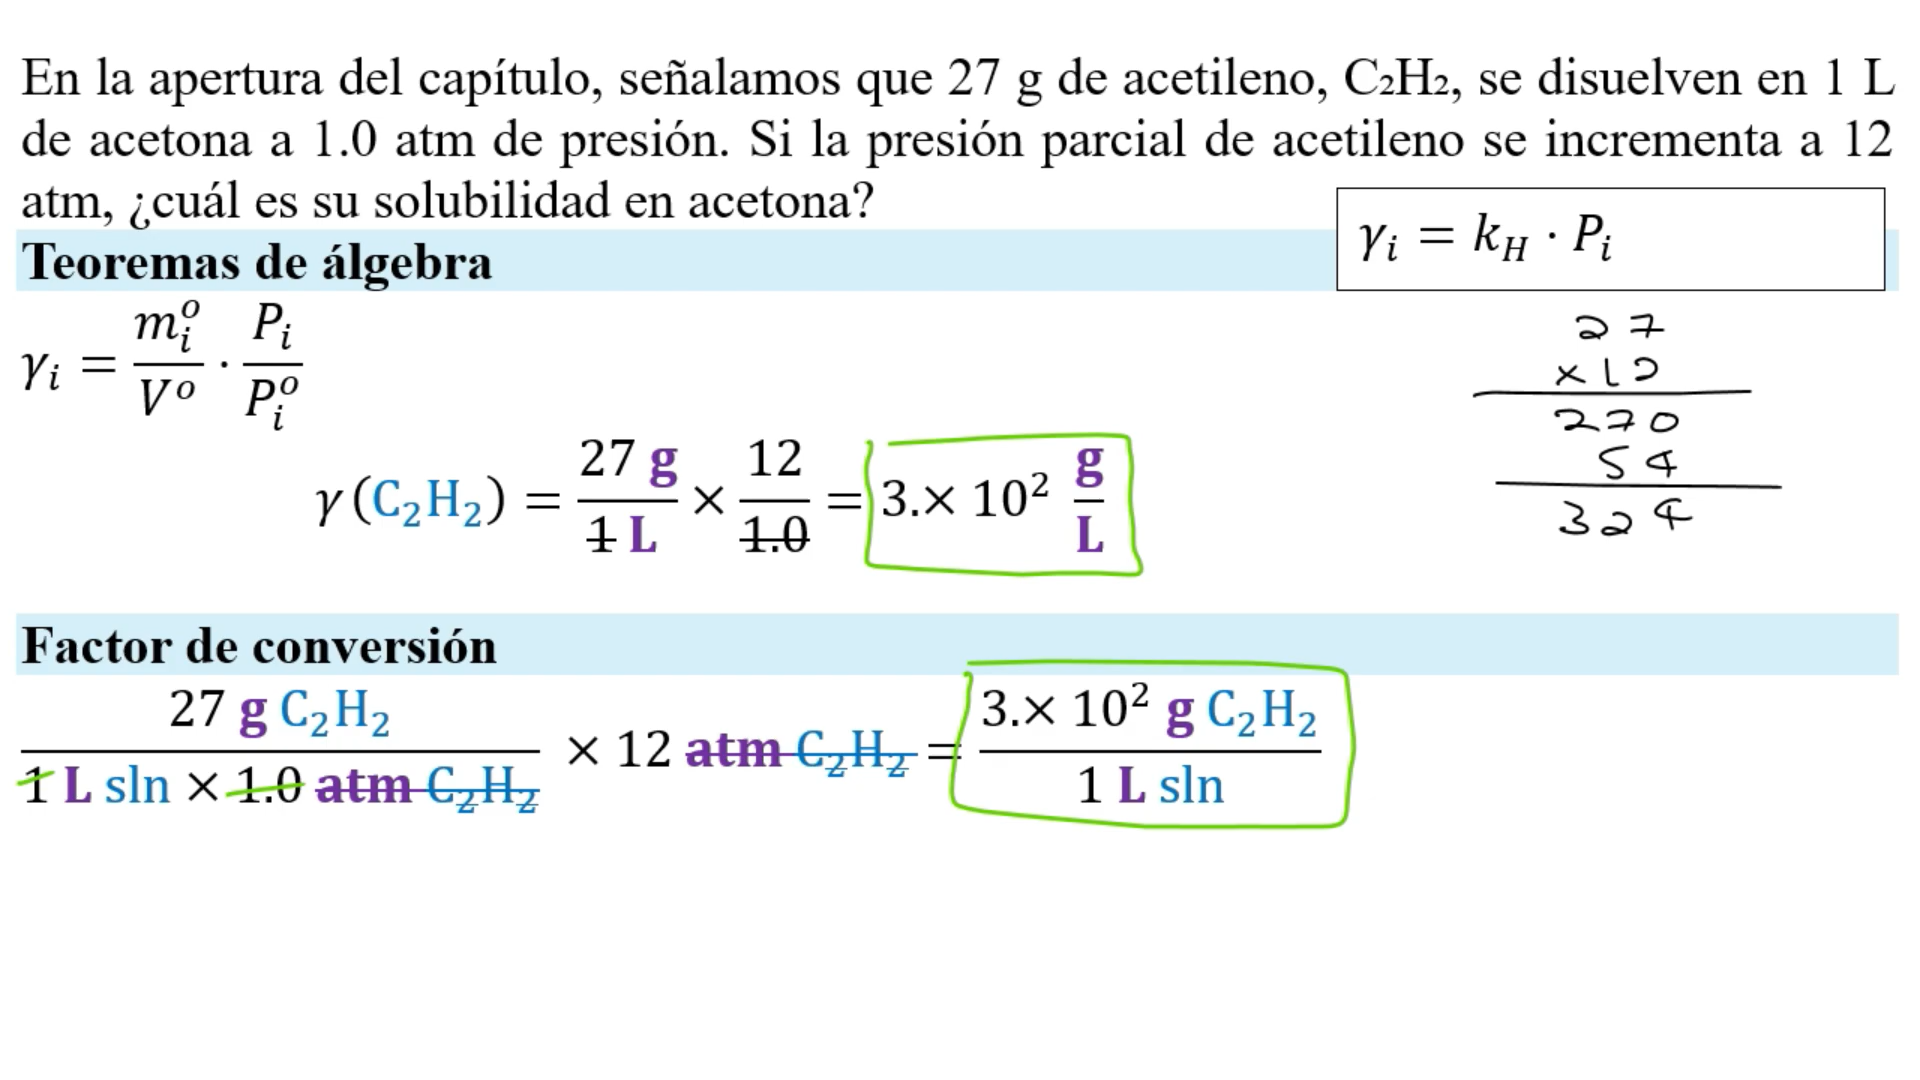 En la apertura del capítulo, señalamos que 27 g de acetileno, C₂H₂, se disuelven en 1 L
de acetona a 1.0 atm de presión. Si la presión parcial de acetileno se incrementa a 12
atm, ¿cuál es su solubilidad en acetona?
γᵢ = k_H · Pᵢ
Teoremas de álgebra
γᵢ = mᵢᵒ/Vᵒ · Pᵢ/Pᵢᵒ
27
×12
270
54
324
γ(C₂H₂) = 27 g/1 L × 12/1.0 = 3.× 10² g/L
Factor de conversión
27 g C₂H₂/1 L sln × 1.0 atm C₂H₂ × 12 atm C₂H₂ = 3.× 10² g C₂H₂/1 L sln